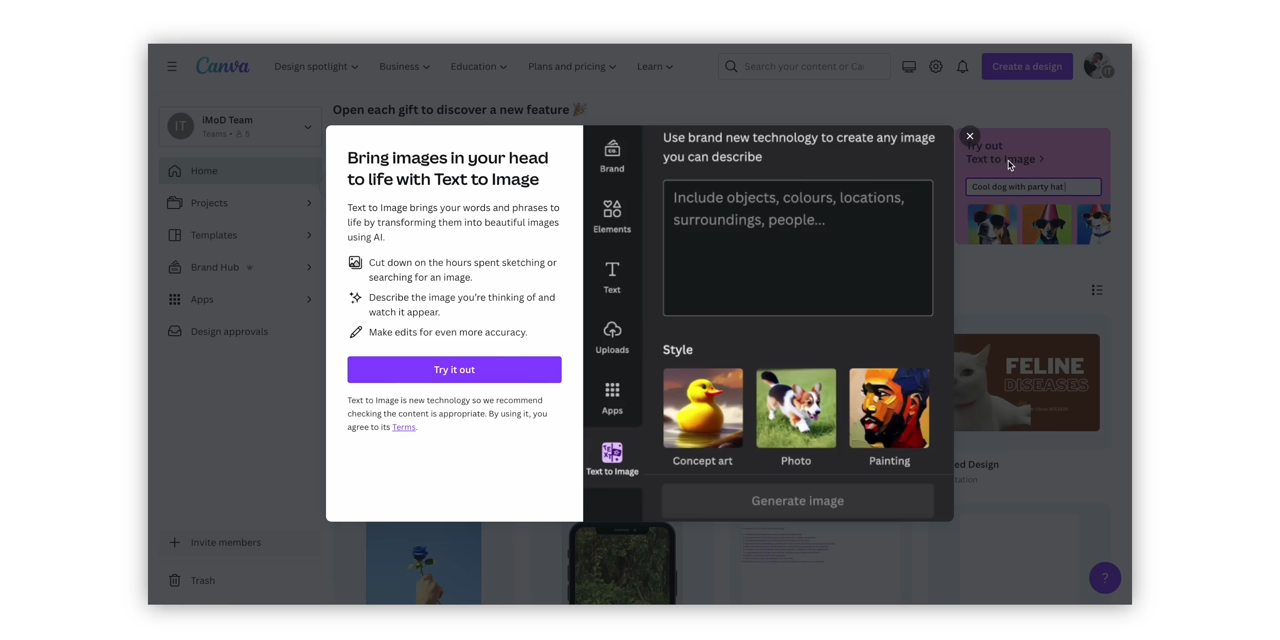 Canva
Design spotlight
Business
Education
Plans and pricing
Learn
Search your content or Ca
Create a design
IT
IT
iMoD Team
Teams • 5
Open each gift to discover a new feature 🎉
Home
Projects
Templates
Brand Hub
Apps
Design approvals
Invite members
Trash
Bring images in your head
to life with Text to Image
Text to Image brings your words and phrases to
life by transforming them into beautiful images
using AI.
Cut down on the hours spent sketching or
searching for an image.
Describe the image you're thinking of and
watch it appear.
Make edits for even more accuracy.
Try it out
Text to Image is new technology so we recommend
checking the content is appropriate. By using it, you
agree to its Terms.
Brand
Elements
Text
Uploads
Apps
Text to Image
Use brand new technology to create any image
you can describe
Include objects, colours, locations,
surroundings, people...
Style
Concept art
Photo
Painting
Generate image
Try out
Text to Image
Cool dog with party hat
FELINE
DISEASES
ed Design
tation
?